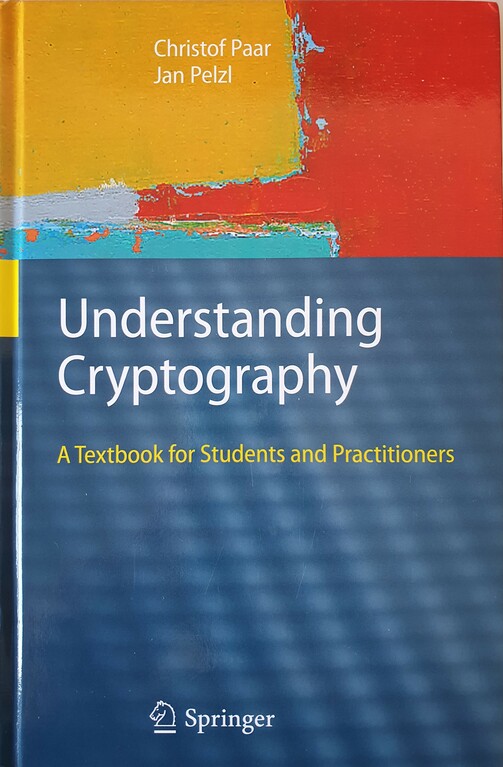 Christof Paar
Jan Pelzl
Understanding
Cryptography
A Textbook for Students and Practitioners
Springer